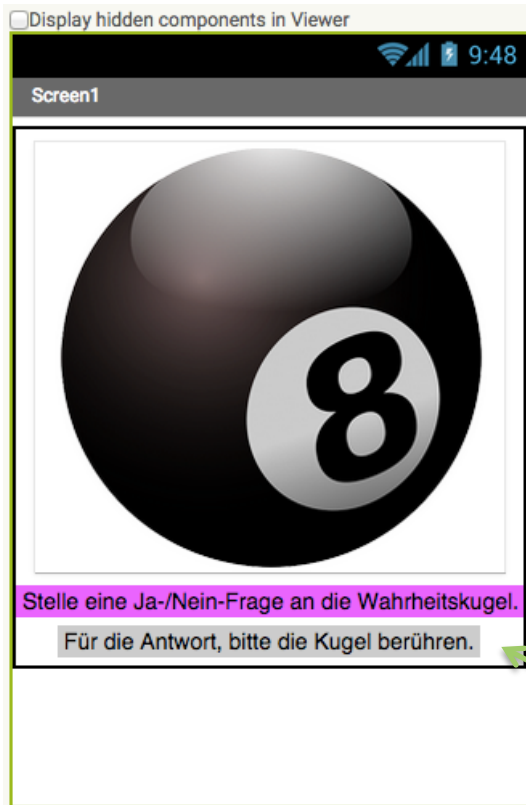 Display hidden components in Viewer
9:48
Screen1
8
Stelle eine Ja-/Nein-Frage an die Wahrheitskugel.
Für die Antwort, bitte die Kugel berühren.